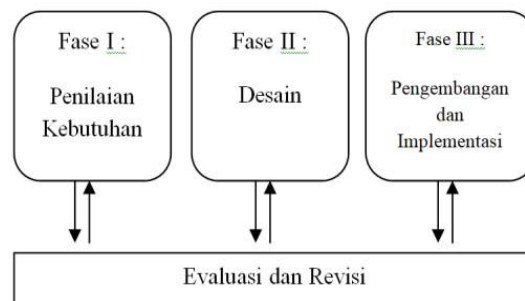 Fase I :
Penilaian
Kebutuhan
Fase II :
Desain
Fase III :
Pengembangan
dan
Implementasi
Evaluasi dan Revisi